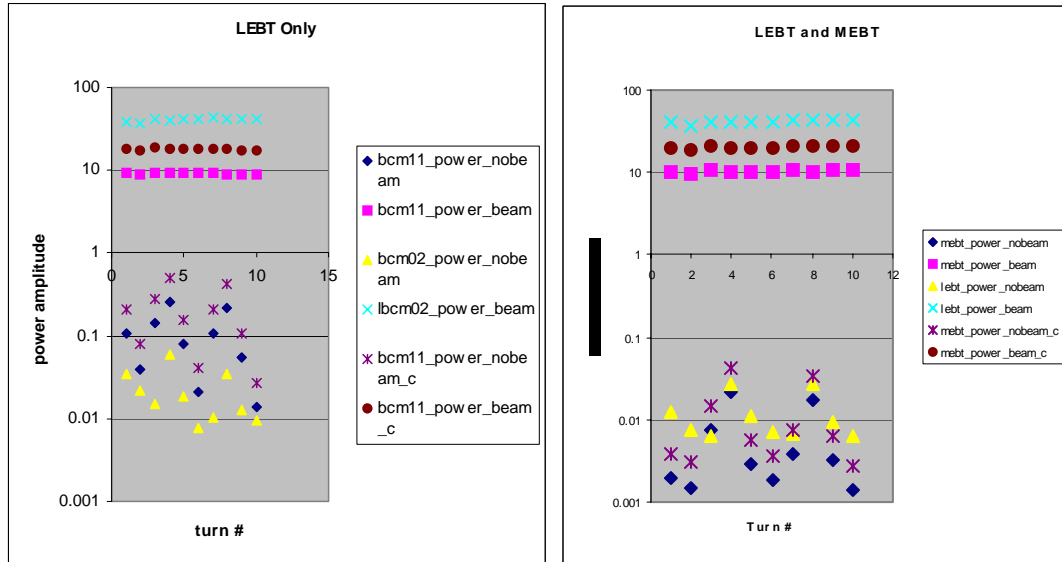 LEBT Only
100
10
1
0.1
0.01
0.001
0
5
10
15
power amplitude
turn #
bcm11_power_nobe
am
bcm11_power_beam
bcm02_power_nobe
am
lbcm02_power_beam
bcm11_power_nobe
am_c
bcm11_power_beam
_c
LEBT and MEBT
100
10
1
0.1
0.01
0.001
0
2
4
6
8
10
12
Turn #
mebt_power_nobeam
mebt_power_beam
lebt_power_nobeam
lebt_power_beam
mebt_power_nobeam_c
mebt_power_beam_c